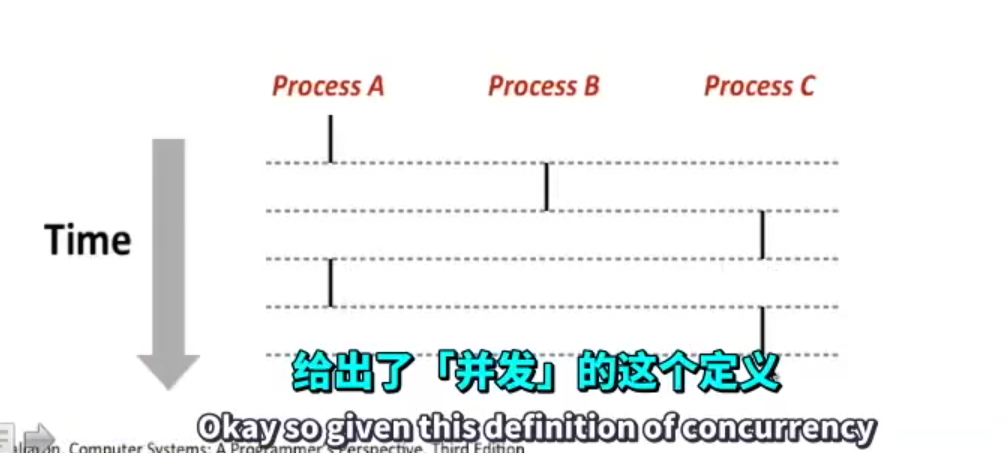 Process A Process B Process C
Time
给出了「并发」的这个定义
Okay so given this definition of concurrency
Computer Systems: A Programmer's Perspective, Third Edition